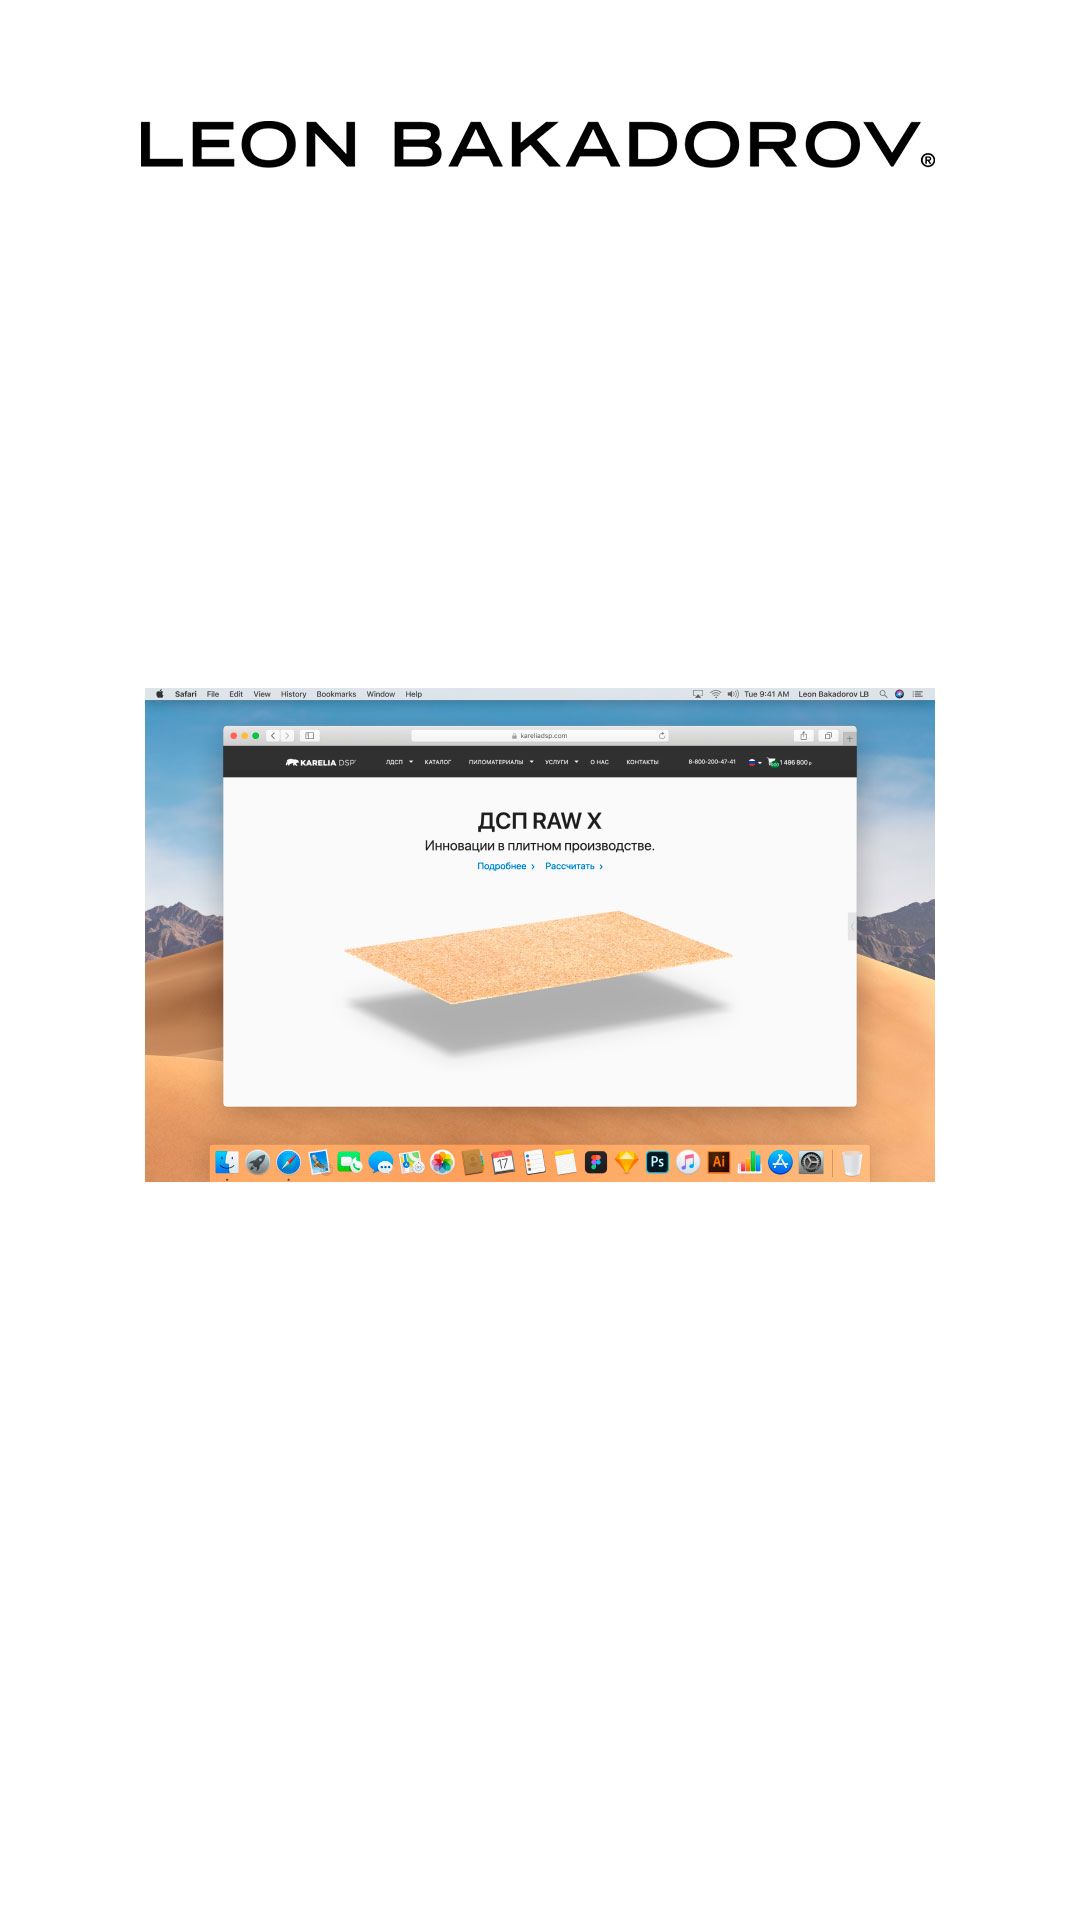 LEON BAKADOROV®
Safari File Edit View History Bookmarks Window Help Tue 9:41 AM Leon Bakadorov LB
kareliadsp.com
KARELIA DSP ЛДСП КАТАЛОГ ПИЛОМАТЕРИАЛЫ УСЛУГИ О НАС КОНТАКТЫ 8-800-200-47-41 1 486 800 р
ДСП RAW X
Инновации в плитном производстве.
Подробнее › Рассчитать ›
17
Ps
Ai